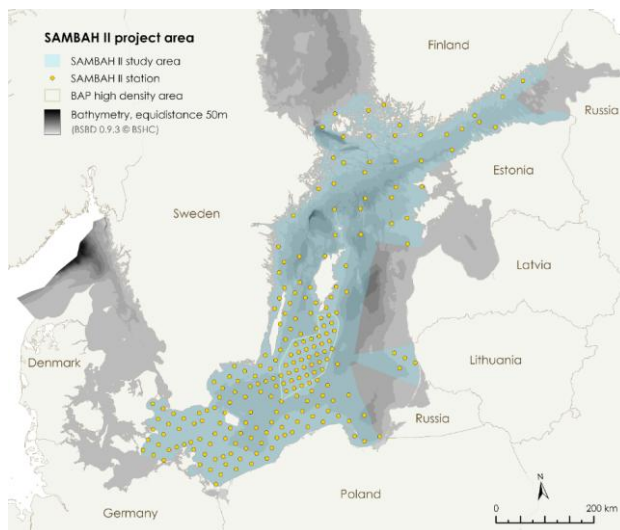 SAMBAH II project area
SAMBAH II study area
SAMBAH II station
BAP high density area
Bathymetry, equidistance 50m
(BSBD 0.9.3 © BSHC)
Finland
Russia
Estonia
Sweden
Latvia
Denmark
Lithuania
Russia
Germany
Poland
N
0
200 km